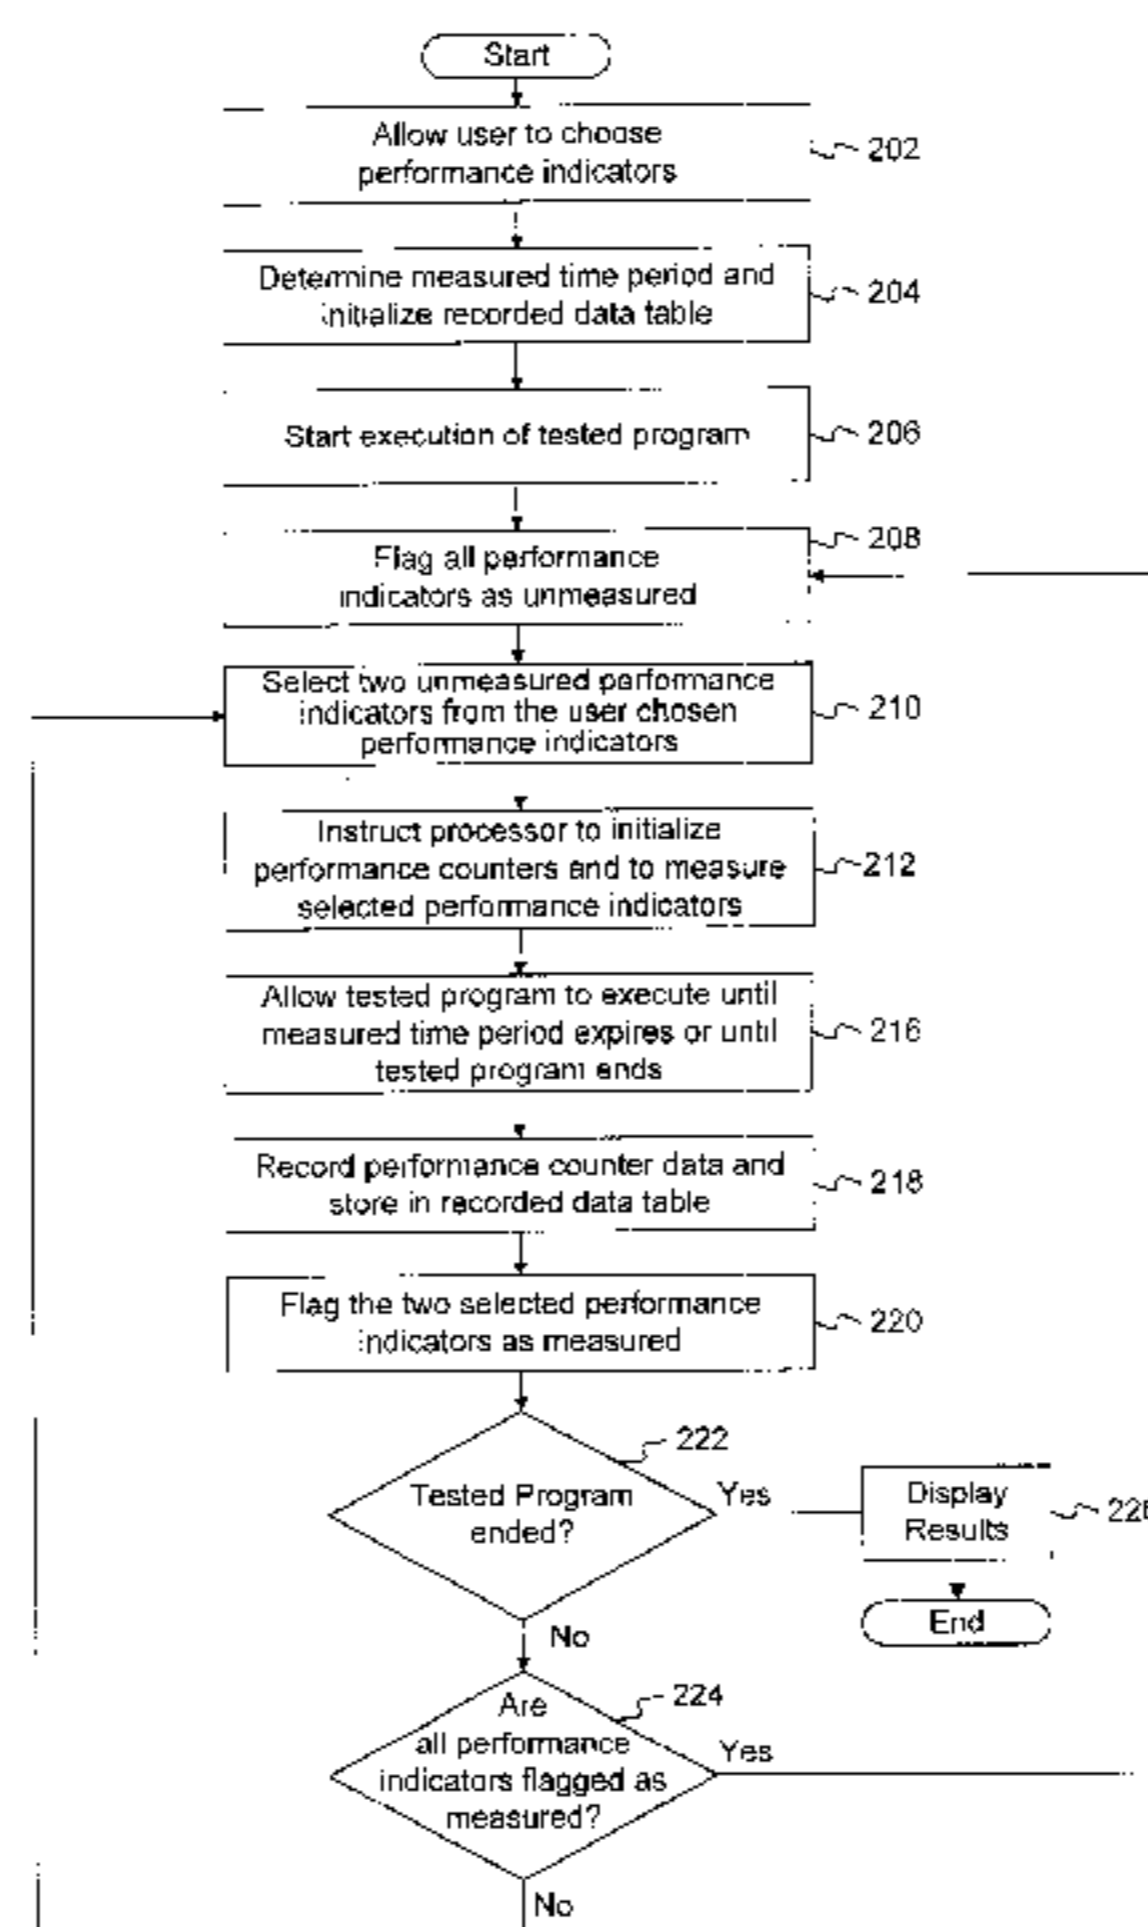 Start
Allow user to choose
performance indicators
202
Determine measured time period and
initialize recorded data table
204
Start execution of tested program
206
208
Flag all performance
indicators as unmeasured
Select two unmeasured performance
indicators from the user chosen
performance indicators
210
Instruct processor to initialize
performance counters and to measure
selected performance indicators
212
Allow tested program to execute until
measured time period expires or until
tested program ends
216
Record performance counter data and
store in recorded data table
218
Flag the two selected performance
indicators as measured
220
222
Tested Program
ended?
Yes
Display
Results
End
No
224
Are
all performance
indicators flagged as
measured?
Yes
No